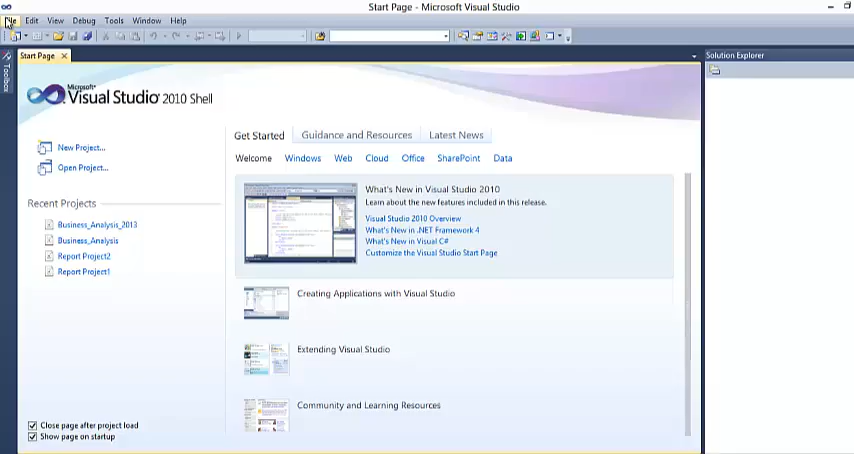 Start Page - Microsoft Visual Studio
File Edit View Debug Tools Window Help
Start Page
Solution Explorer
Toolbox
Microsoft®
Visual Studio® 2010 Shell
New Project...
Open Project...
Recent Projects
Business_Analysis_2013
Business_Analysis
Report Project2
Report Project1
Close page after project load
Show page on startup
Get Started Guidance and Resources Latest News
Welcome Windows Web Cloud Office SharePoint Data
What's New in Visual Studio 2010
Learn about the new features included in this release.
Visual Studio 2010 Overview
What's New in .NET Framework 4
What's New in Visual C#
Customize the Visual Studio Start Page
Creating Applications with Visual Studio
Extending Visual Studio
Community and Learning Resources